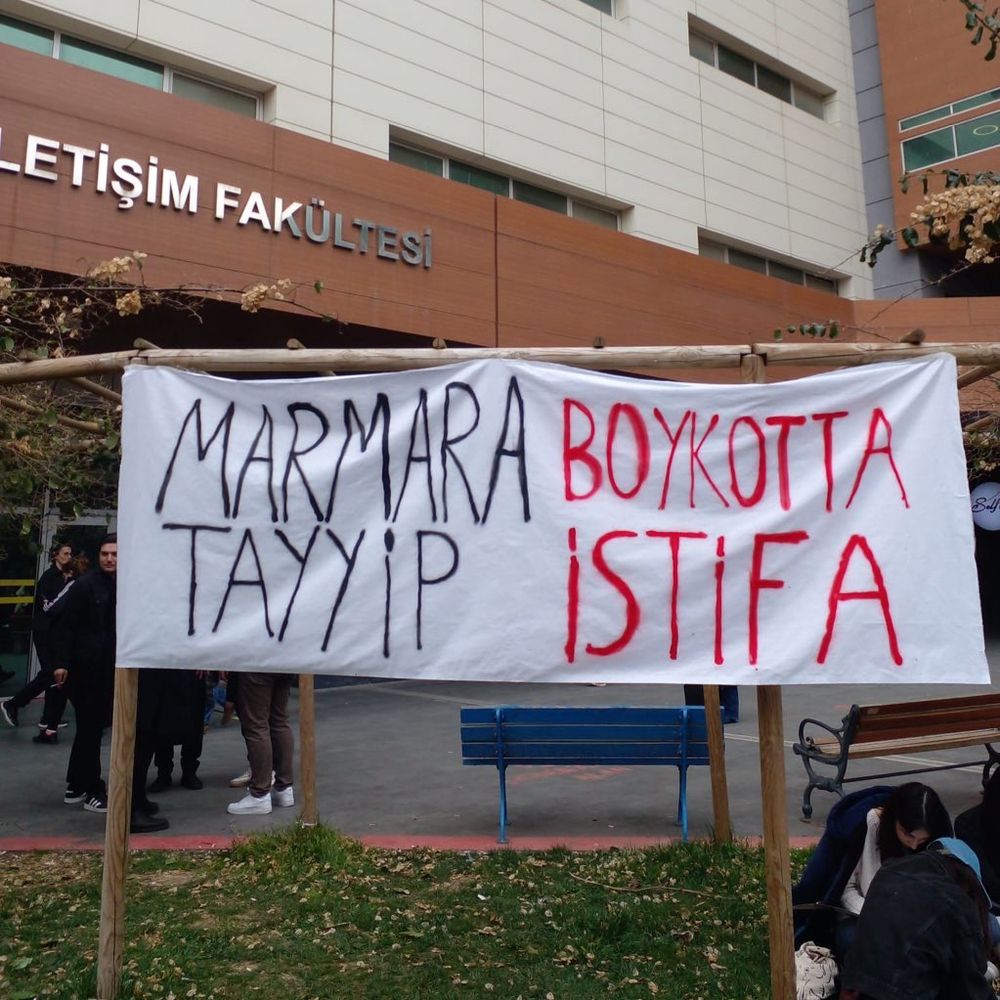 LETİŞİM FAKÜLTESİ
MARMARA BOYKOTTA
TAYYİP İSTİFA